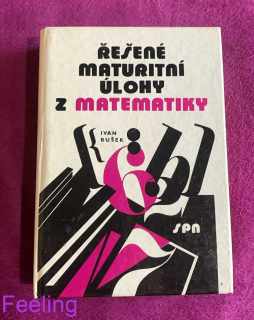 ŘEŠENÉ
MATURITNÍ
ÚLOHY
Z MATEMATIKY
IVAN
BUŠEK
SPN
Feeling